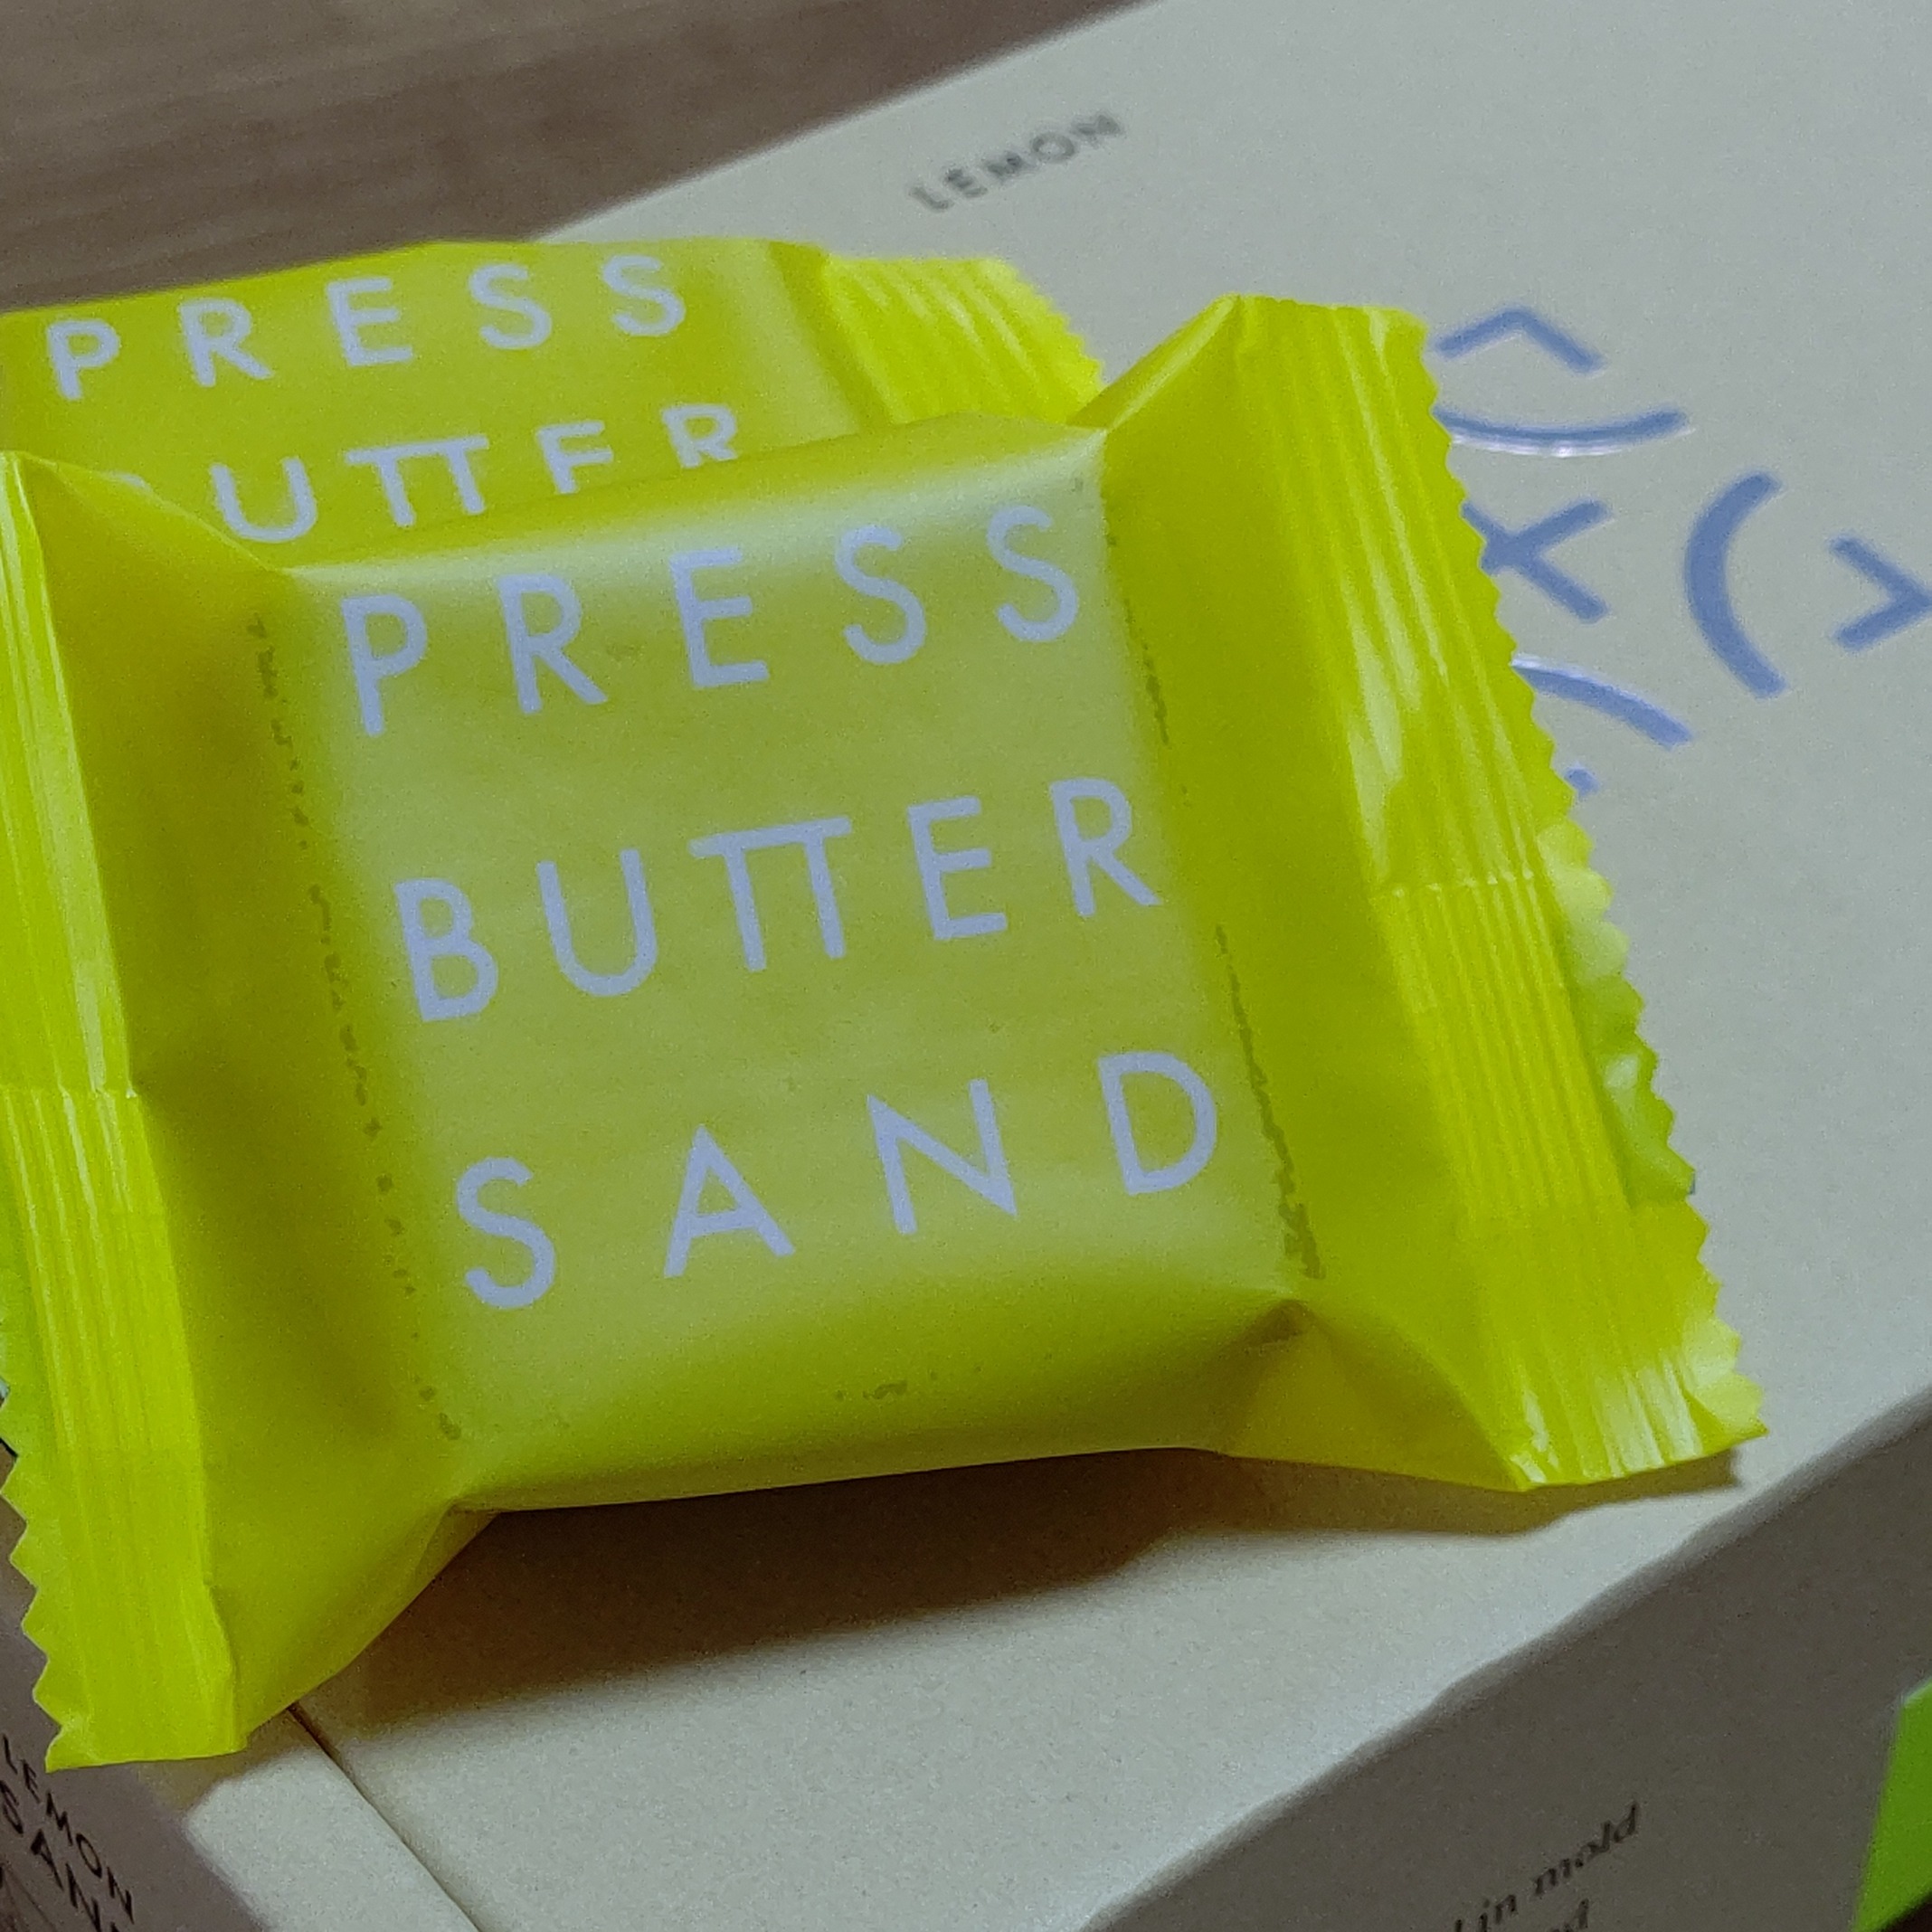 LEMON
PRESS
BUTTER
PRESS
BUTTER
SAND
LEMON
in mold